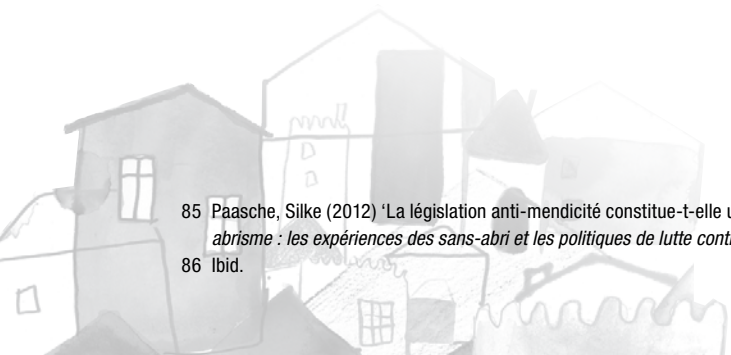 85 Paasche, Silke (2012) ‘La législation anti-mendicité constitue-t-elle
abrisme : les expériences des sans-abri et les politiques de lutte
86 Ibid.